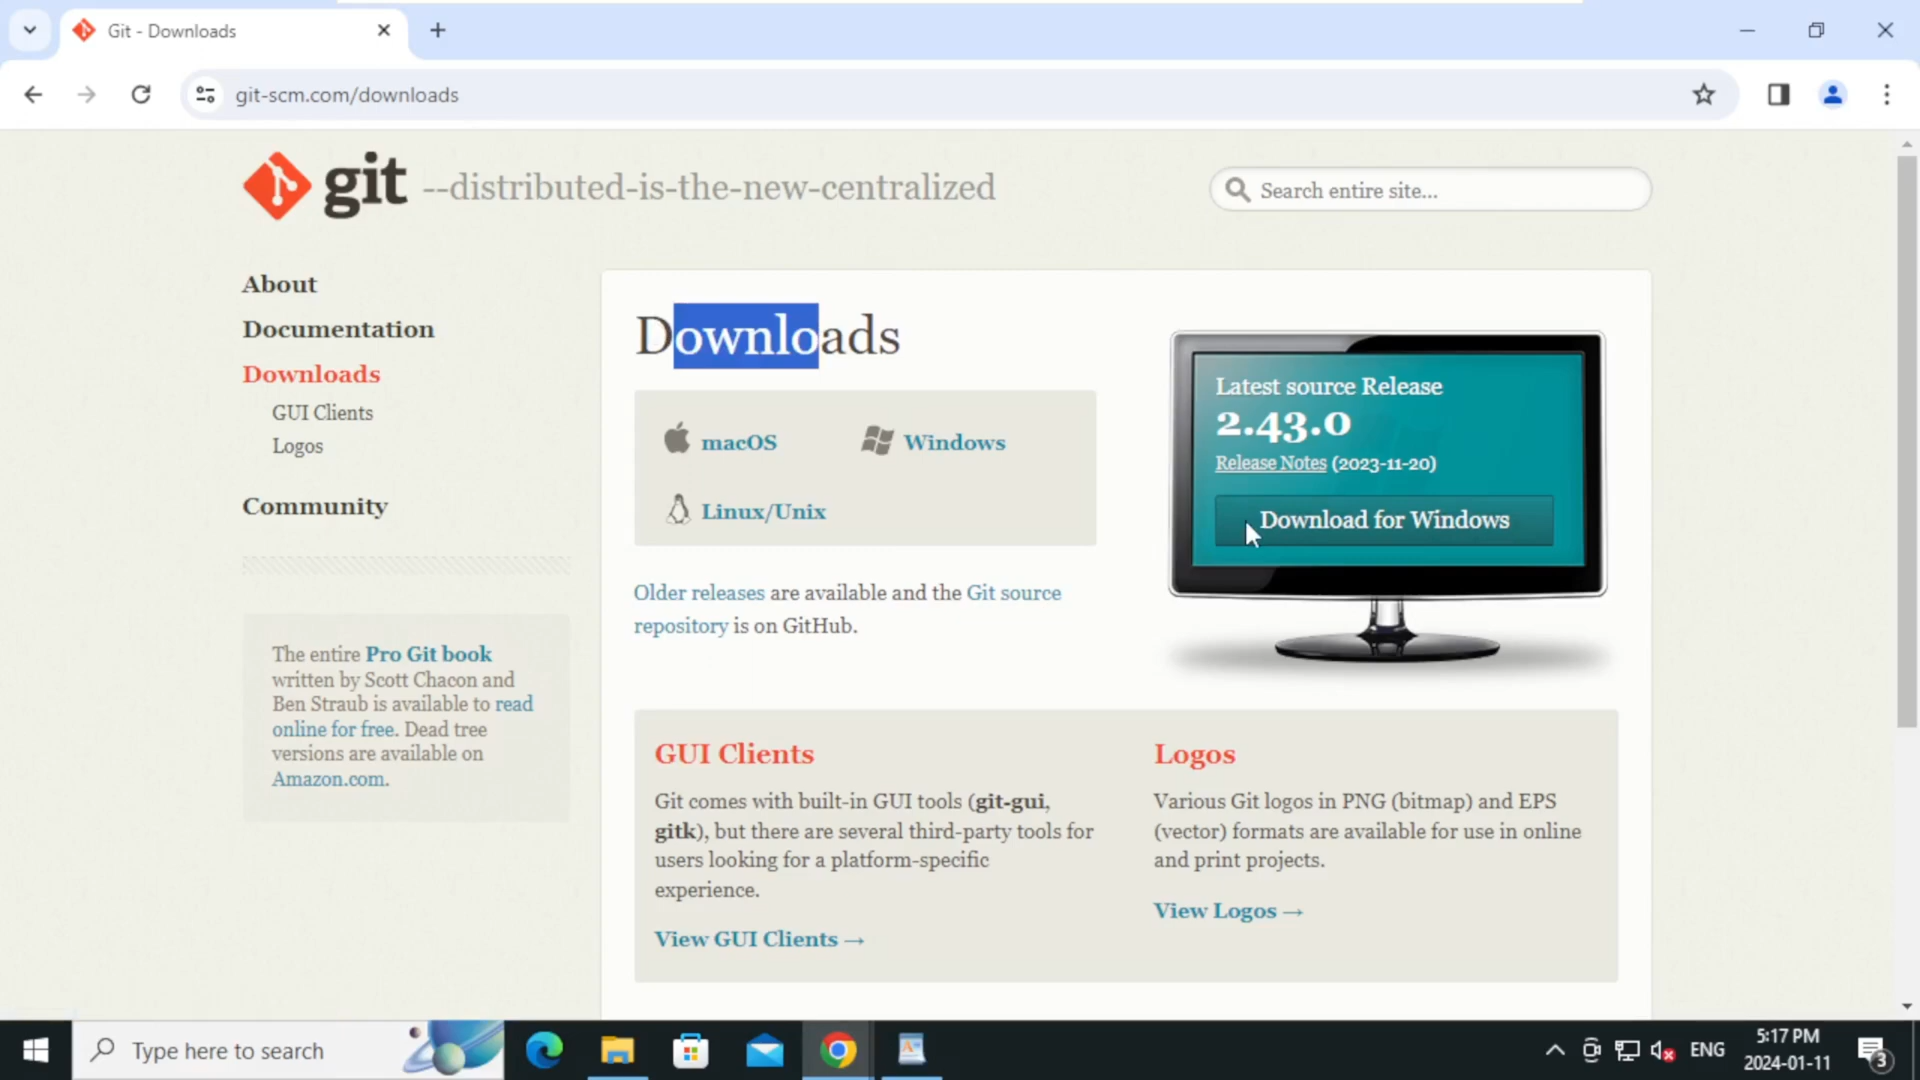 Git - Downloads
git-scm.com/downloads
git --distributed-is-the-new-centralized
Search entire site...
About
Documentation
Downloads
GUI Clients
Logos
Community
The entire Pro Git book
written by Scott Chacon and
Ben Straub is available to read
online for free. Dead tree
versions are available on
Amazon.com.
Downloads
macOS
Windows
Linux/Unix
Older releases are available and the Git source
repository is on GitHub.
Latest source Release
2.43.0
Release Notes (2023-11-20)
Download for Windows
GUI Clients
Git comes with built-in GUI tools (git-gui,
gitk), but there are several third-party tools for
users looking for a platform-specific
experience.
View GUI Clients →
Logos
Various Git logos in PNG (bitmap) and EPS
(vector) formats are available for use in online
and print projects.
View Logos →
Type here to search
ENG
5:17 PM
2024-01-11
3